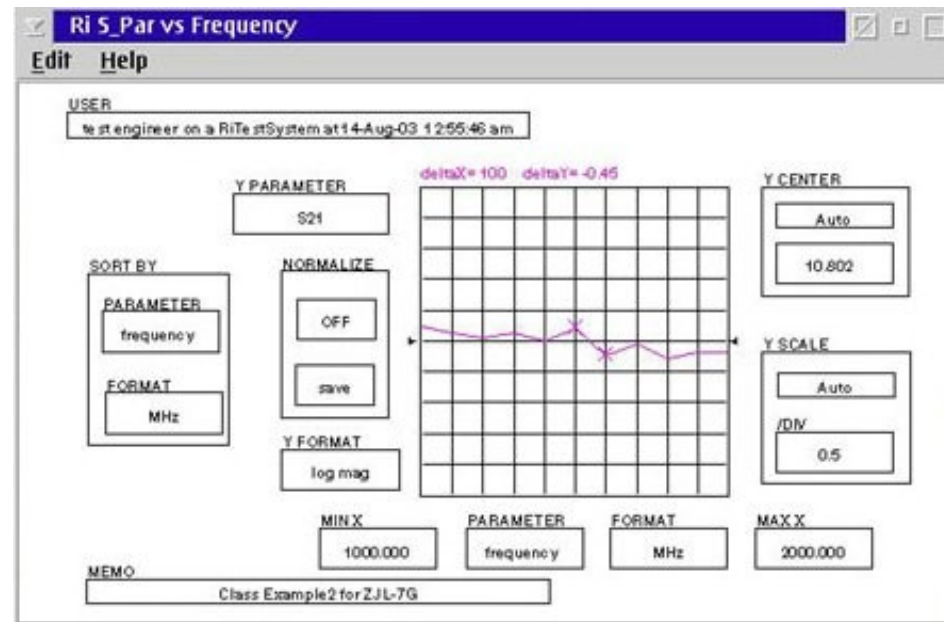 Ri S_Par vs Frequency
Edit Help
USER
test engineer on a RiTestSystem at 14-Aug-03 12:55:46 am
deltaX= 100 deltaY= -0.45
Y PARAMETER
S21
Y CENTER
Auto
10.802
SORT BY
PARAMETER
frequency
FORMAT
MHz
NORMALIZE
OFF
save
Y FORMAT
log mag
Y SCALE
Auto
/DIV
0.5
MIN X
1000.000
PARAMETER
frequency
FORMAT
MHz
MAX X
2000.000
MEMO
Class Example2 for ZJL-7G